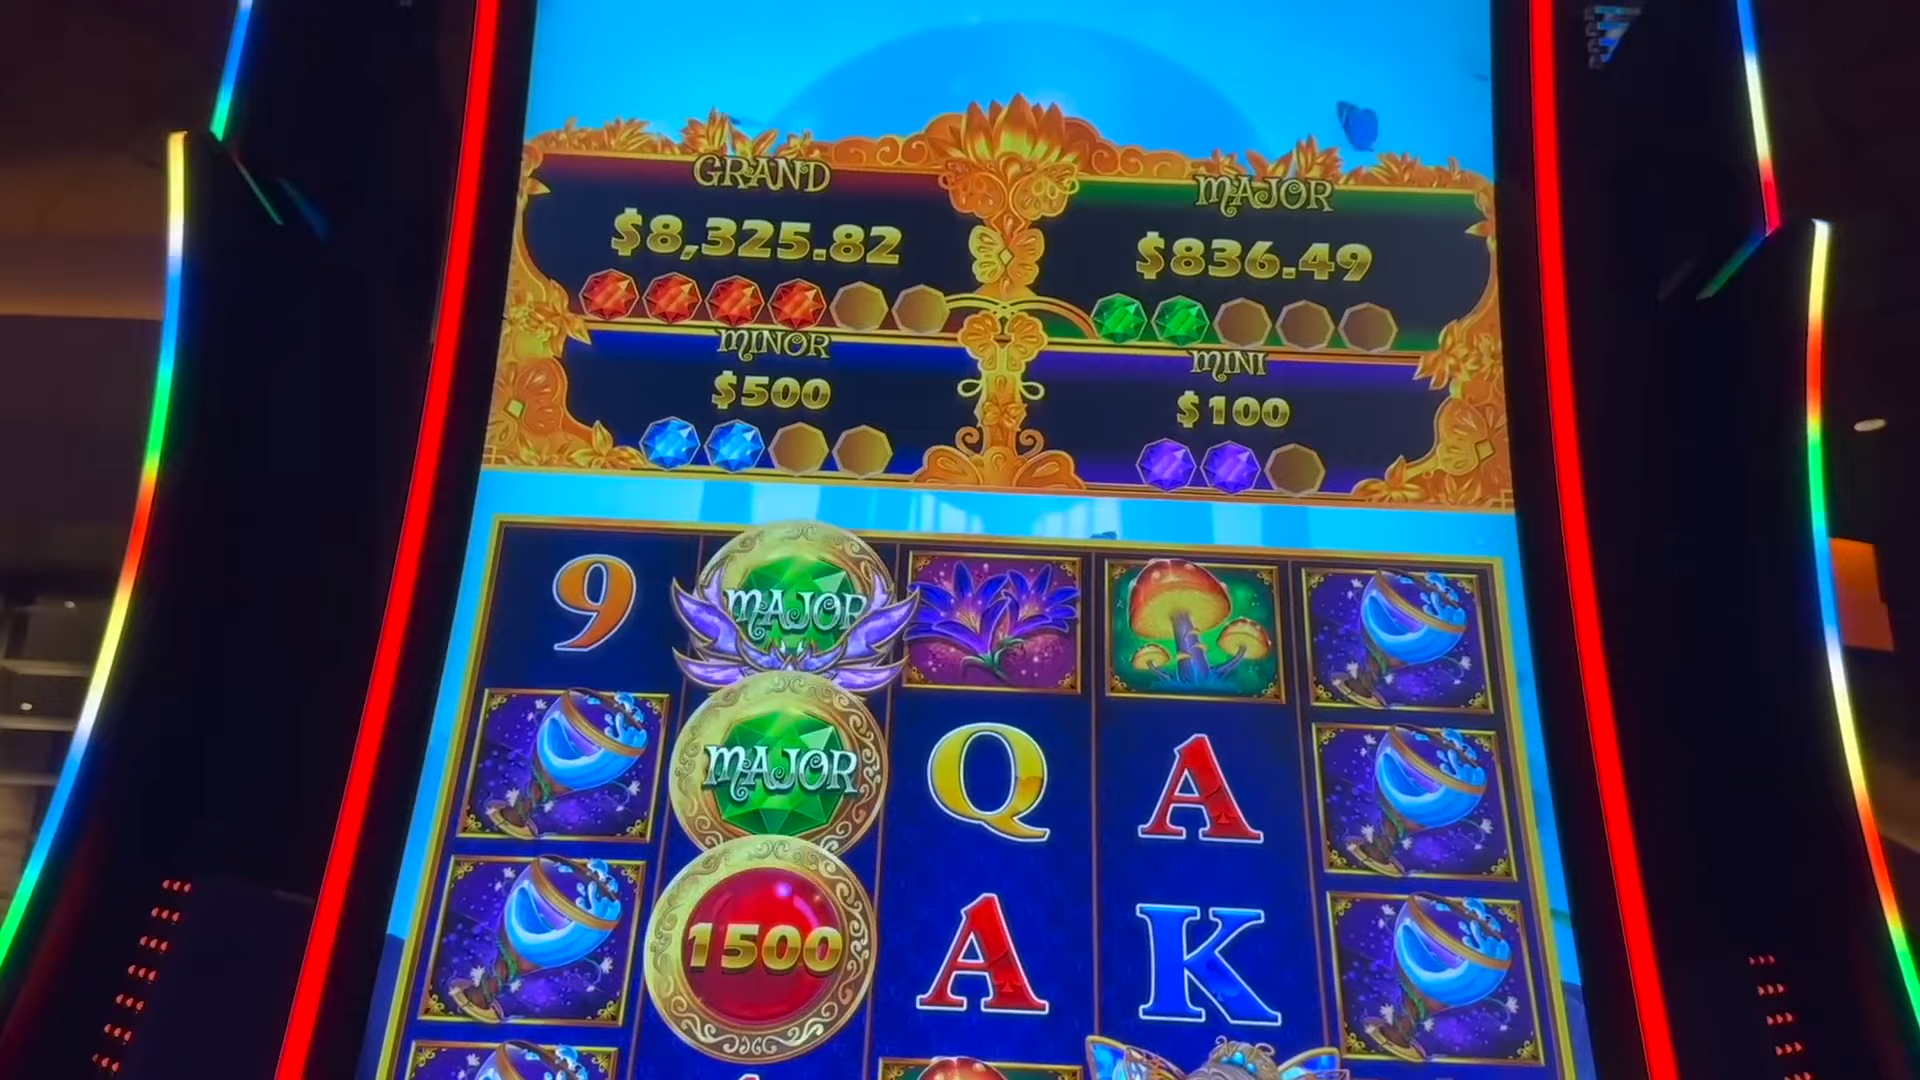 GRAND
$8,325.82
MAJOR
$836.49
MINOR
$500
MINI
$100
9
MAJOR
MAJOR
Q
A
1500
A
K